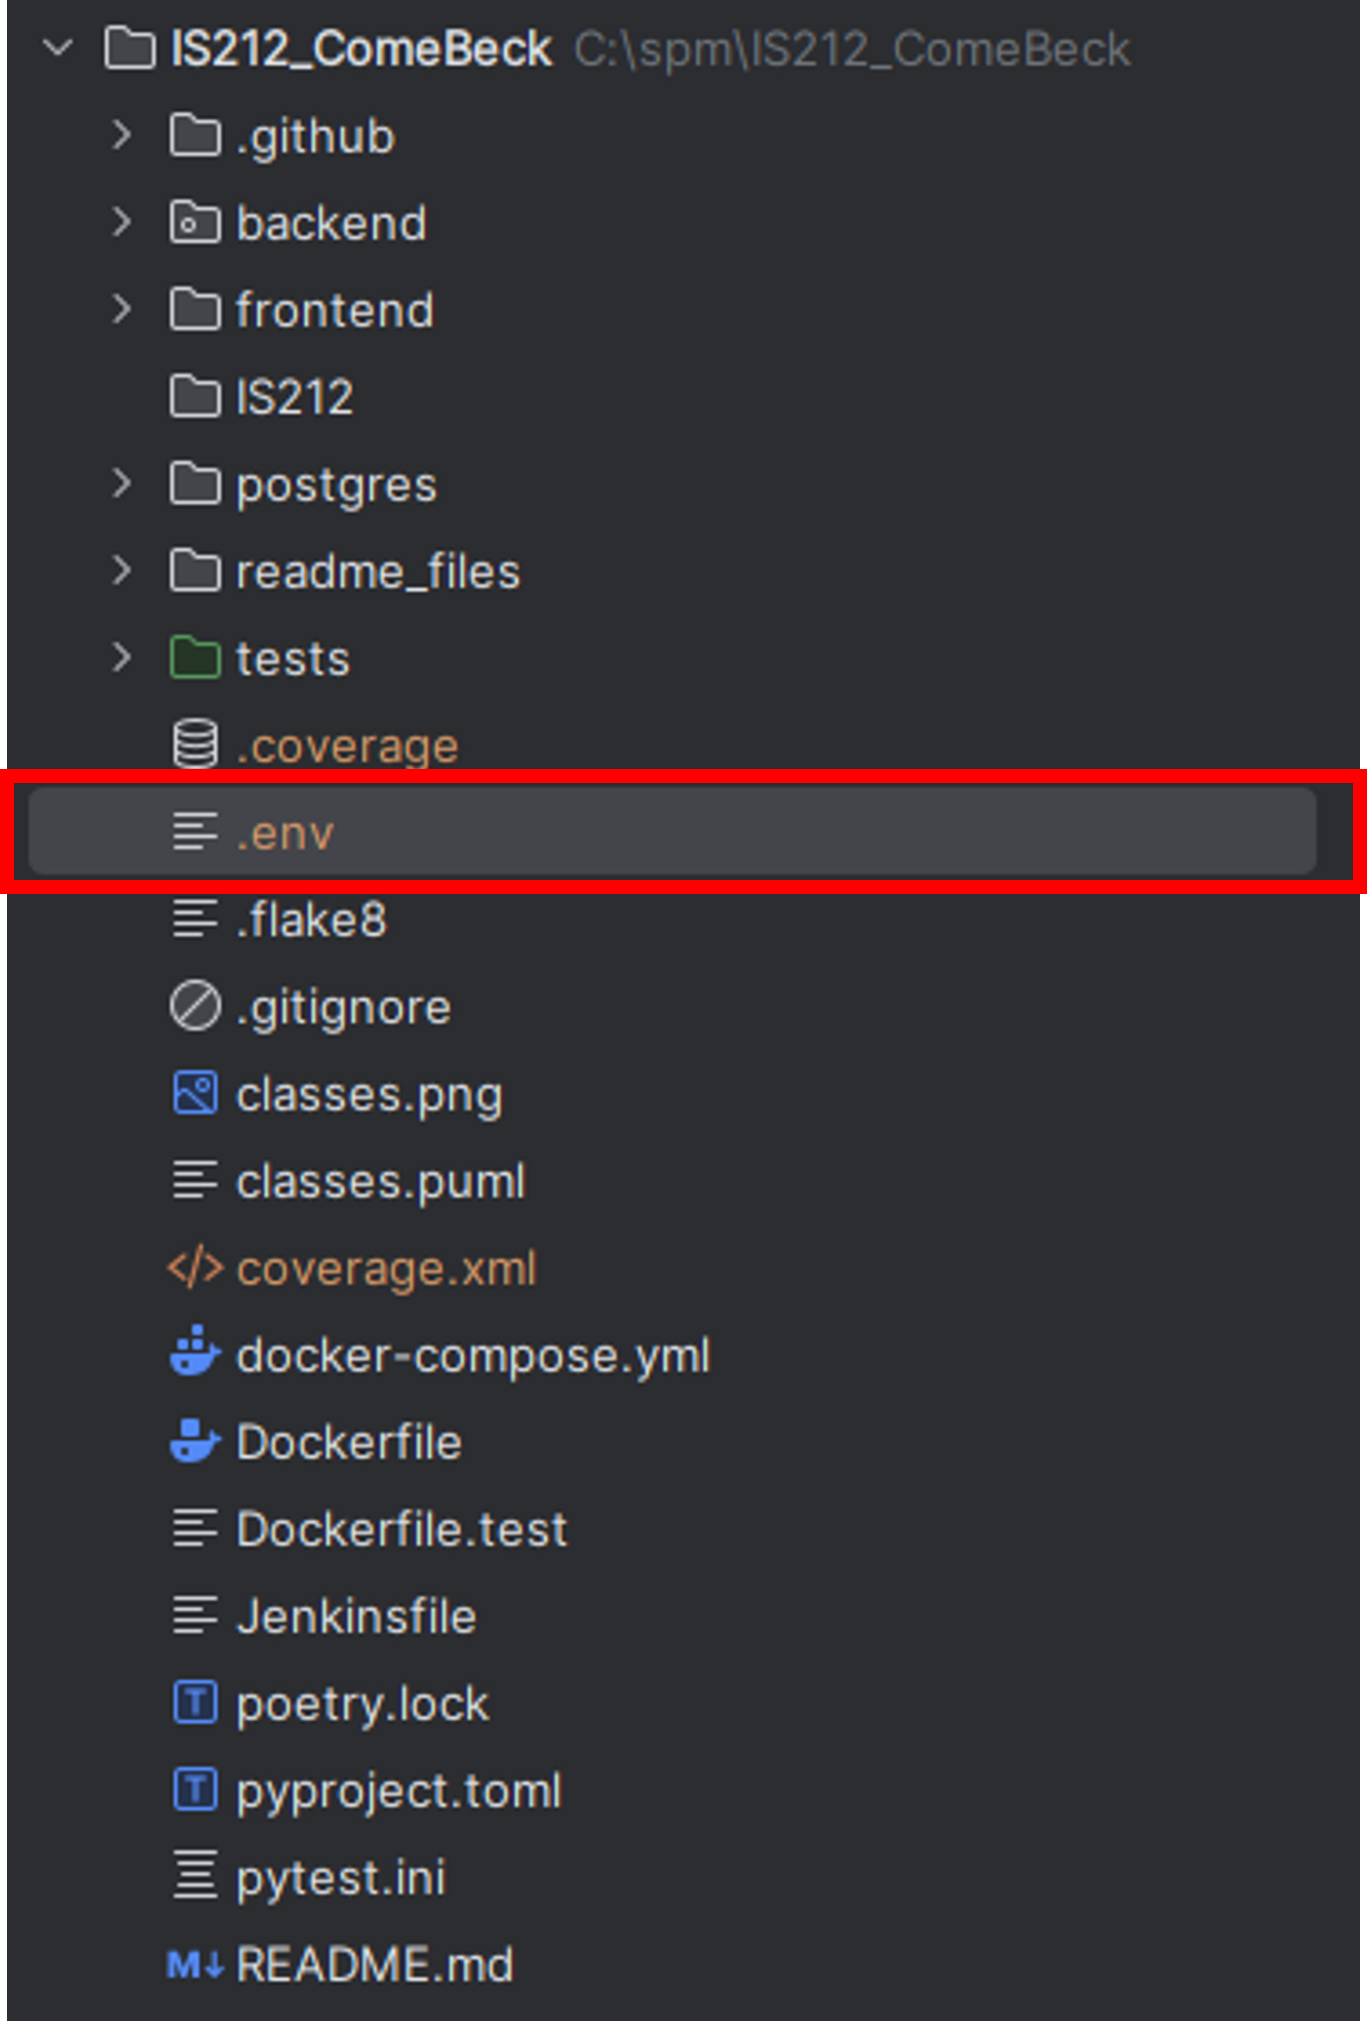 IS212_ComeBeck C:\spm\IS212_ComeBeck
.github
backend
frontend
IS212
postgres
readme_files
tests
.coverage
.env
.flake8
.gitignore
classes.png
classes.puml
coverage.xml
docker-compose.yml
Dockerfile
Dockerfile.test
Jenkinsfile
poetry.lock
pyproject.toml
pytest.ini
README.md